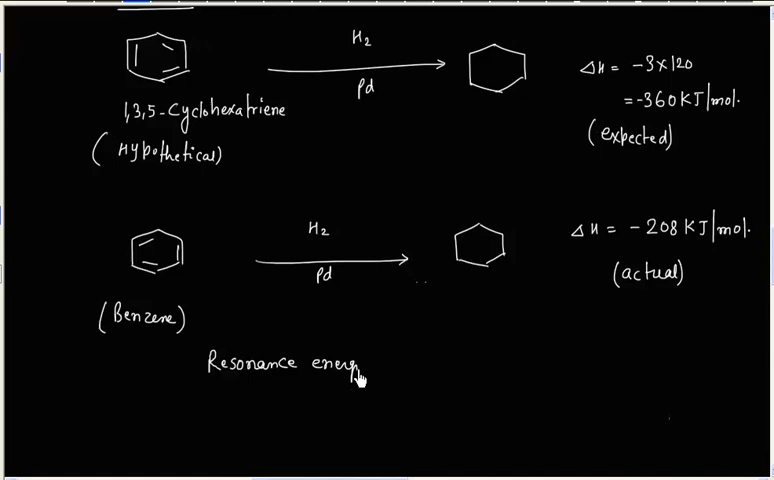 H2
Pd
ΔH = -3×120
= -360 KJ/mol.
(expected)
1,3,5-Cyclohexatriene
(Hypothetical)
H2
Pd
ΔH = -208 KJ/mol.
(actual)
(Benzene)
Resonance energ